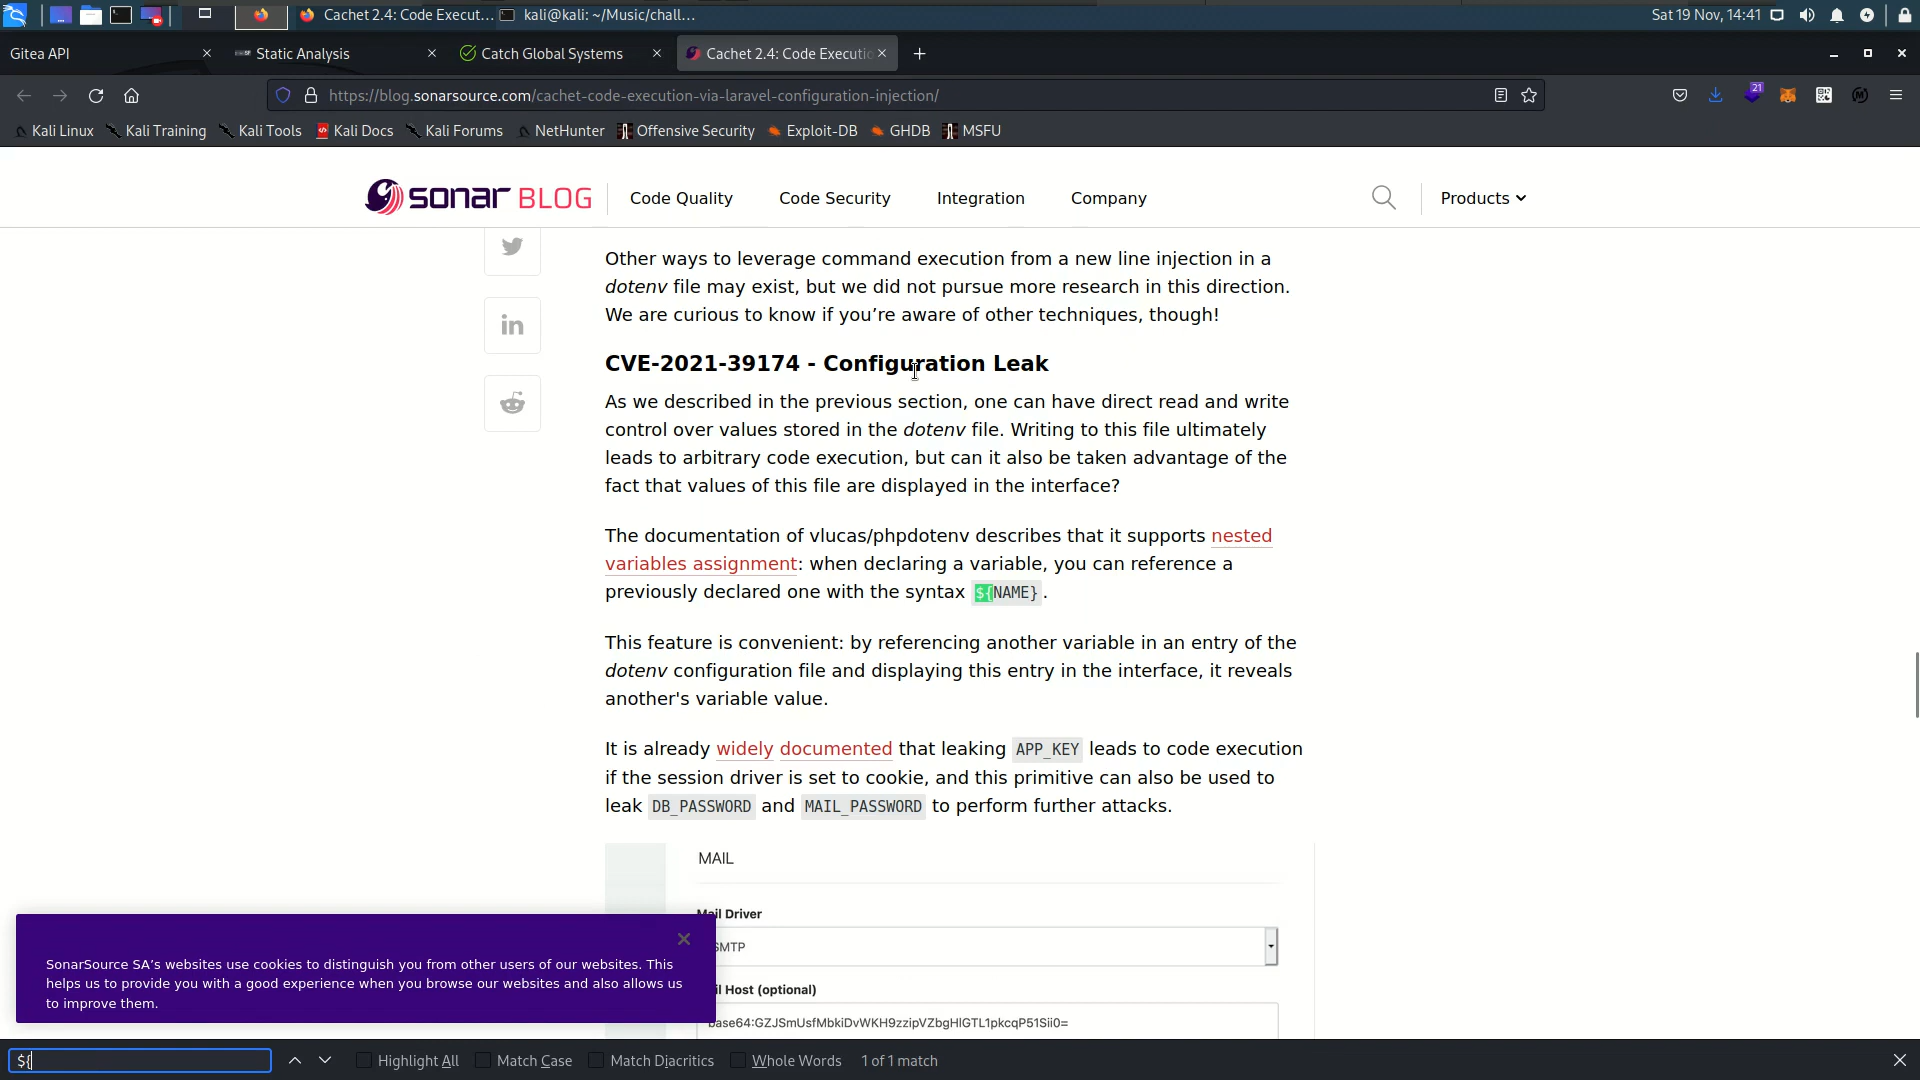 Cachet 2.4: Code Execut...
kali@kali: ~/Music/chall...
Sat 19 Nov, 14:41
Gitea API
Static Analysis
Catch Global Systems
Cachet 2.4: Code Executio
https://blog.sonarsource.com/cachet-code-execution-via-laravel-configuration-injection/
21
Kali Linux
Kali Training
Kali Tools
Kali Docs
Kali Forums
NetHunter
Offensive Security
Exploit-DB
GHDB
MSFU
sonar BLOG
Code Quality
Code Security
Integration
Company
Products
Other ways to leverage command execution from a new line injection in a
dotenv file may exist, but we did not pursue more research in this direction.
We are curious to know if you’re aware of other techniques, though!
CVE-2021-39174 - Configuration Leak
As we described in the previous section, one can have direct read and write
control over values stored in the dotenv file. Writing to this file ultimately
leads to arbitrary code execution, but can it also be taken advantage of the
fact that values of this file are displayed in the interface?
The documentation of vlucas/phpdotenv describes that it supports nested
variables assignment: when declaring a variable, you can reference a
previously declared one with the syntax ${NAME}.
This feature is convenient: by referencing another variable in an entry of the
dotenv configuration file and displaying this entry in the interface, it reveals
another's variable value.
It is already widely documented that leaking APP_KEY leads to code execution
if the session driver is set to cookie, and this primitive can also be used to
leak DB_PASSWORD and MAIL_PASSWORD to perform further attacks.
MAIL
Mail Driver
SMTP
il Host (optional)
base64:GZJSmUsfMbkiDvWKH9zzipVZbgHlGTL1pkcqP51Sii0=
SonarSource SA’s websites use cookies to distinguish you from other users of our websites. This
helps us to provide you with a good experience when you browse our websites and also allows us
to improve them.
${
Highlight All
Match Case
Match Diacritics
Whole Words
1 of 1 match